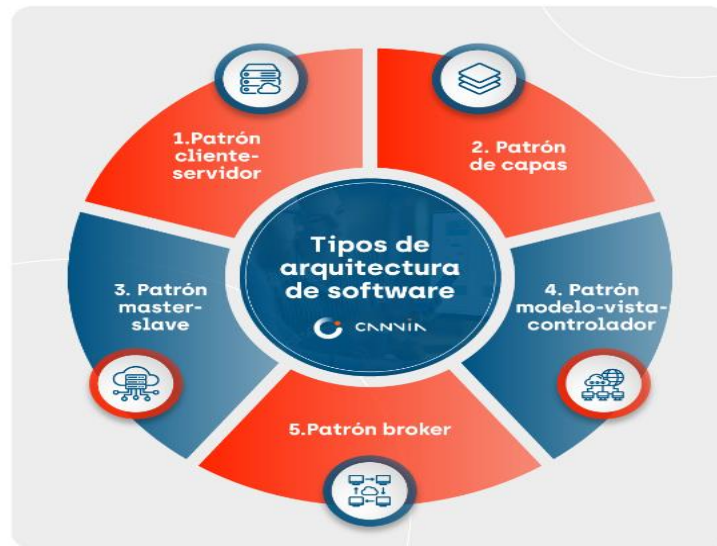 1.Patrón
cliente-
servidor
2. Patrón
de capas
Tipos de
arquitectura
de software
CANVIA
3. Patrón
master-
slave
4. Patrón
modelo-vista-
controlador
5.Patrón broker